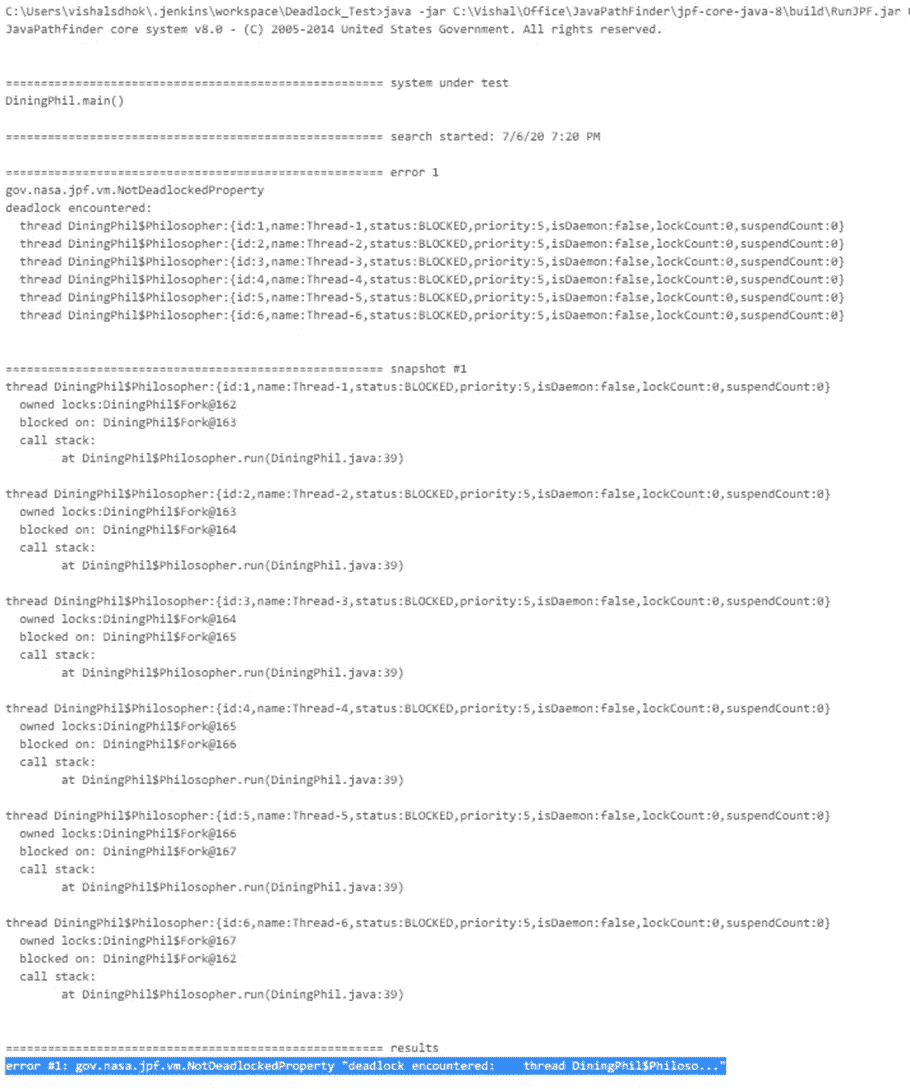 C:\Users\vishalsdhok\.jenkins\workspace\Deadlock_Test>java -jar C:\Vishal\Office\JavaPathFinder\jpf-core-java-8\build\RunJPF.jar
JavaPathfinder core system v8.0 - (C) 2005-2014 United States Government. All rights reserved.
====================================================== system under test
DiningPhil.main()
====================================================== search started: 7/6/20 7:20 PM
====================================================== error 1
gov.nasa.jpf.vm.NotDeadlockedProperty
deadlock encountered:
thread DiningPhil$Philosopher:{id:1,name:Thread-1,status:BLOCKED,priority:5,isDaemon:false,lockCount:0,suspendCount:0}
thread DiningPhil$Philosopher:{id:2,name:Thread-2,status:BLOCKED,priority:5,isDaemon:false,lockCount:0,suspendCount:0}
thread DiningPhil$Philosopher:{id:3,name:Thread-3,status:BLOCKED,priority:5,isDaemon:false,lockCount:0,suspendCount:0}
thread DiningPhil$Philosopher:{id:4,name:Thread-4,status:BLOCKED,priority:5,isDaemon:false,lockCount:0,suspendCount:0}
thread DiningPhil$Philosopher:{id:5,name:Thread-5,status:BLOCKED,priority:5,isDaemon:false,lockCount:0,suspendCount:0}
thread DiningPhil$Philosopher:{id:6,name:Thread-6,status:BLOCKED,priority:5,isDaemon:false,lockCount:0,suspendCount:0}
====================================================== snapshot #1
thread DiningPhil$Philosopher:{id:1,name:Thread-1,status:BLOCKED,priority:5,isDaemon:false,lockCount:0,suspendCount:0}
owned locks:DiningPhil$Fork@162
blocked on: DiningPhil$Fork@163
call stack:
at DiningPhil$Philosopher.run(DiningPhil.java:39)
thread DiningPhil$Philosopher:{id:2,name:Thread-2,status:BLOCKED,priority:5,isDaemon:false,lockCount:0,suspendCount:0}
owned locks:DiningPhil$Fork@163
blocked on: DiningPhil$Fork@164
call stack:
at DiningPhil$Philosopher.run(DiningPhil.java:39)
thread DiningPhil$Philosopher:{id:3,name:Thread-3,status:BLOCKED,priority:5,isDaemon:false,lockCount:0,suspendCount:0}
owned locks:DiningPhil$Fork@164
blocked on: DiningPhil$Fork@165
call stack:
at DiningPhil$Philosopher.run(DiningPhil.java:39)
thread DiningPhil$Philosopher:{id:4,name:Thread-4,status:BLOCKED,priority:5,isDaemon:false,lockCount:0,suspendCount:0}
owned locks:DiningPhil$Fork@165
blocked on: DiningPhil$Fork@166
call stack:
at DiningPhil$Philosopher.run(DiningPhil.java:39)
thread DiningPhil$Philosopher:{id:5,name:Thread-5,status:BLOCKED,priority:5,isDaemon:false,lockCount:0,suspendCount:0}
owned locks:DiningPhil$Fork@166
blocked on: DiningPhil$Fork@167
call stack:
at DiningPhil$Philosopher.run(DiningPhil.java:39)
thread DiningPhil$Philosopher:{id:6,name:Thread-6,status:BLOCKED,priority:5,isDaemon:false,lockCount:0,suspendCount:0}
owned locks:DiningPhil$Fork@167
blocked on: DiningPhil$Fork@162
call stack:
at DiningPhil$Philosopher.run(DiningPhil.java:39)
====================================================== results
error #1: gov.nasa.jpf.vm.NotDeadlockedProperty "deadlock encountered:    thread DiningPhil$Philoso..."